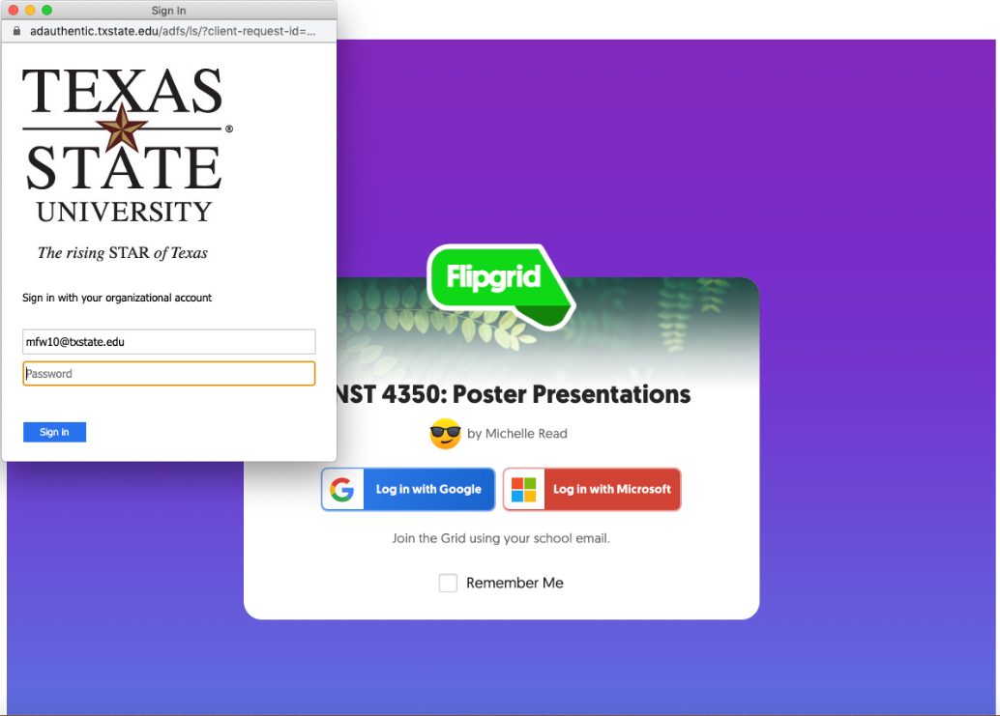 Sign In
adauthentic.txstate.edu/adfs/ls/?client-request-id=...
TEXAS
®
STATE
UNIVERSITY
The rising STAR of Texas
Sign in with your organizational account
mfw10@txstate.edu
Password
Sign in
Flipgrid
NST 4350: Poster Presentations
by Michelle Read
Log in with Google
Log in with Microsoft
Join the Grid using your school email.
Remember Me